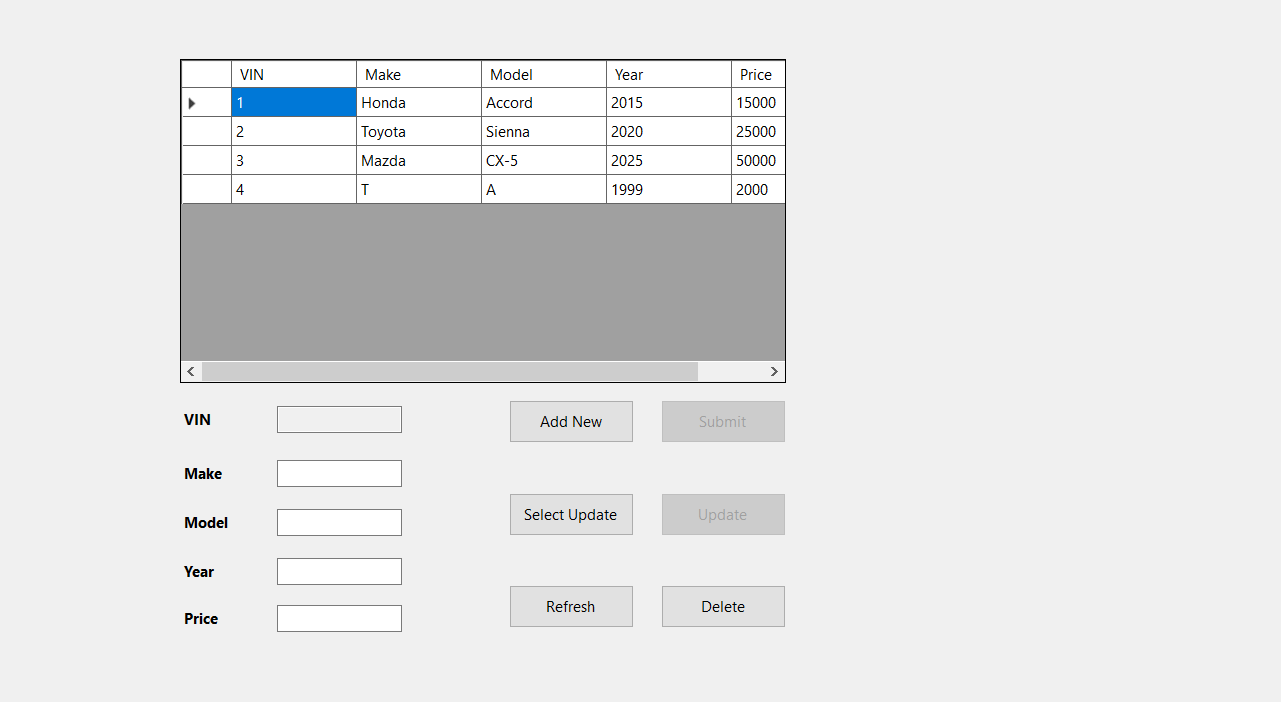 VIN Make Model Year Price
1 Honda Accord 2015 15000
2 Toyota Sienna 2020 25000
3 Mazda CX-5 2025 50000
4 T A 1999 2000
VIN Add New Submit
Make
Model Select Update Update
Year
Price Refresh Delete